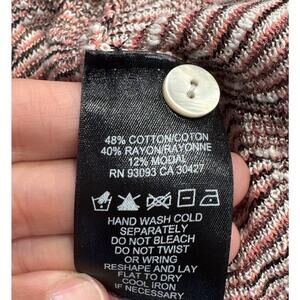 48% COTTON/COTON
40% RAYON/RAYONNE
12% MODAL
RN 93093 CA 30427
HAND WASH COLD
SEPARATELY
DO NOT BLEACH
DO NOT TWIST
OR WRING
RESHAPE AND LAY
FLAT TO DRY
COOL IRON
IF NECESSARY